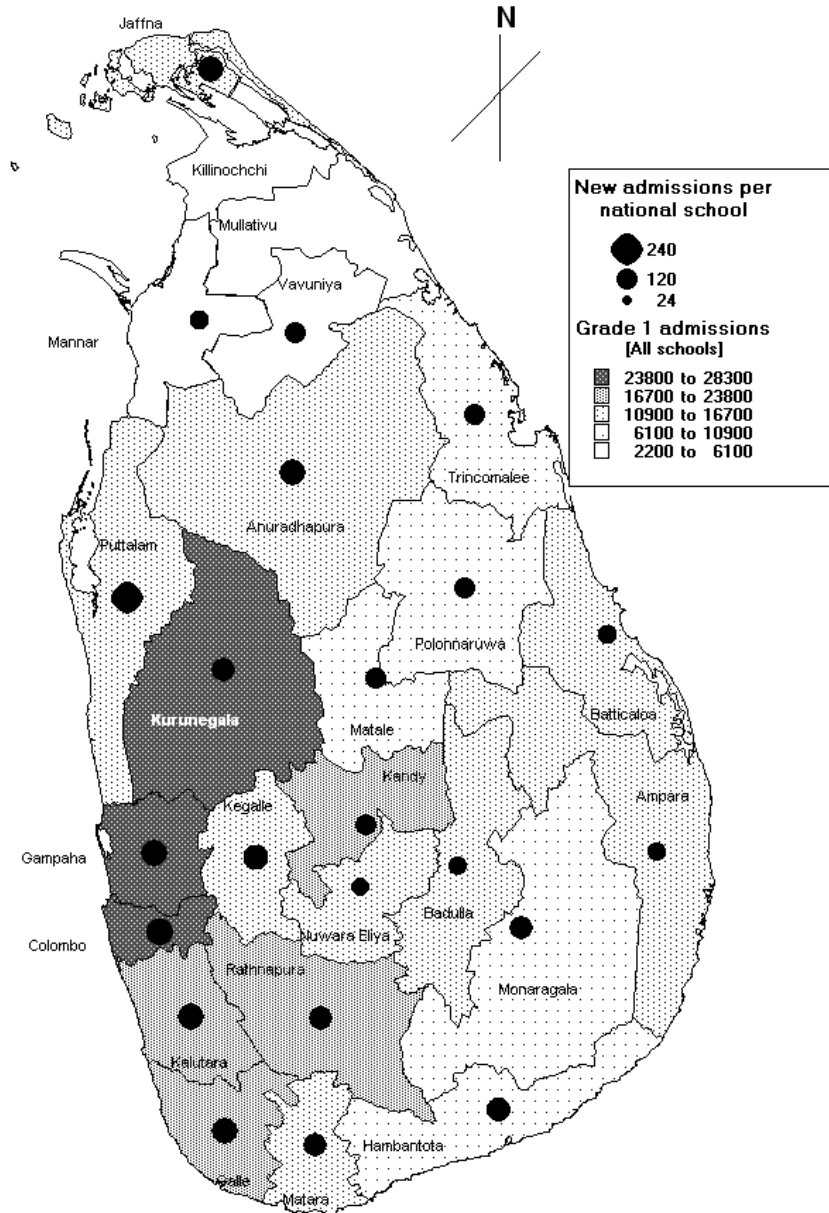 Jaffna
N
Killinochchi
New admissions per
national school
240
120
24
Mullativu
Vavuniya
Mannar
Grade 1 admissions
[All schools]
23800 to 28300
16700 to 23800
10900 to 16700
6100 to 10900
2200 to 6100
Trincomalee
Anuradhapura
Puttalam
Polonnaruwa
Kurunegala
Matale
Batticaloa
Kandy
Ampara
Kegalle
Gampaha
Badulla
Nuwara Eliya
Colombo
Rathnapura
Monaragala
Kalutara
Hambantota
Galle
Matara